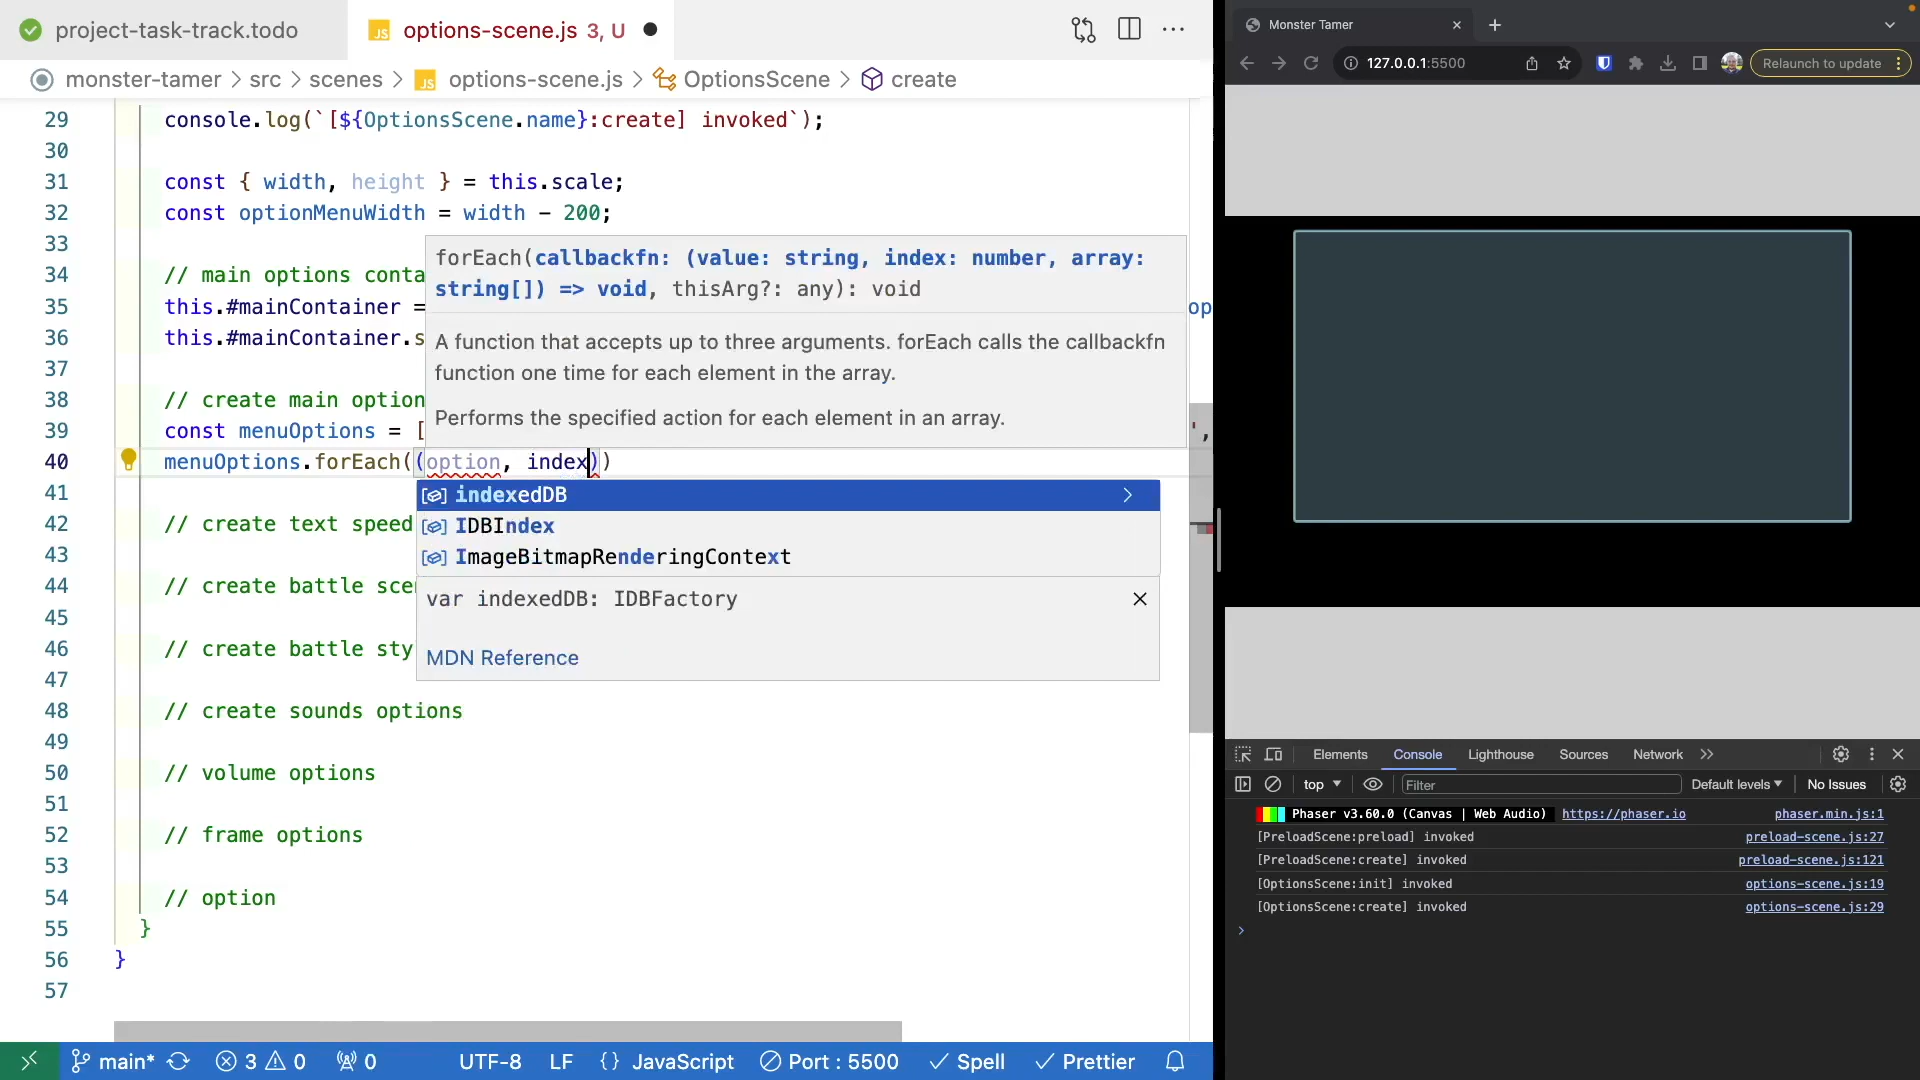 project-task-track.todo
JS options-scene.js 3, U
monster-tamer > src > scenes > JS options-scene.js > OptionsScene > create
29 console.log(`[${OptionsScene.name}:create] invoked`);
30
31 const { width, height } = this.scale;
32 const optionMenuWidth = width - 200;
33
34 // main options conta
35 this.#mainContainer = op
36 this.#mainContainer.s
37
38 // create main option
39 const menuOptions = [ ',
40 menuOptions.forEach((option, index))
41
42 // create text speed
43
44 // create battle scen
45
46 // create battle sty
47
48 // create sounds options
49
50 // volume options
51
52 // frame options
53
54 // option
55 }
56 }
57
forEach(callbackfn: (value: string, index: number, array:
string[]) => void, thisArg?: any): void
A function that accepts up to three arguments. forEach calls the callbackfn
function one time for each element in the array.
Performs the specified action for each element in an array.
indexedDB
IDBIndex
ImageBitmapRenderingContext
var indexedDB: IDBFactory
MDN Reference
main* 3 0 0 UTF-8 LF {} JavaScript Port : 5500 Spell Prettier
Monster Tamer
127.0.0.1:5500 Relaunch to update
Elements Console Lighthouse Sources Network
top Filter Default levels No Issues
Phaser v3.60.0 (Canvas | Web Audio) https://phaser.io phaser.min.js:1
[PreloadScene:preload] invoked preload-scene.js:27
[PreloadScene:create] invoked preload-scene.js:121
[OptionsScene:init] invoked options-scene.js:19
[OptionsScene:create] invoked options-scene.js:29